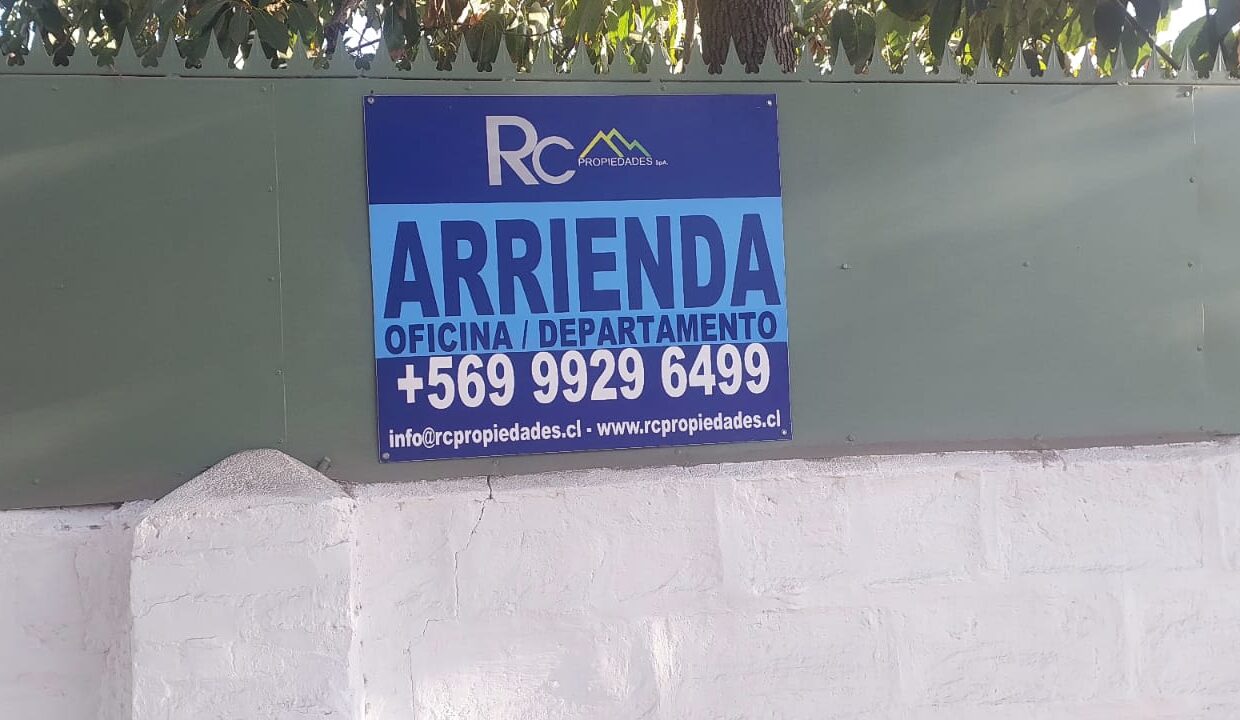 RC PROPIEDADES SpA.
ARRIENDA
OFICINA / DEPARTAMENTO
+569 9929 6499
info@rcpropiedades.cl - www.rcpropiedades.cl